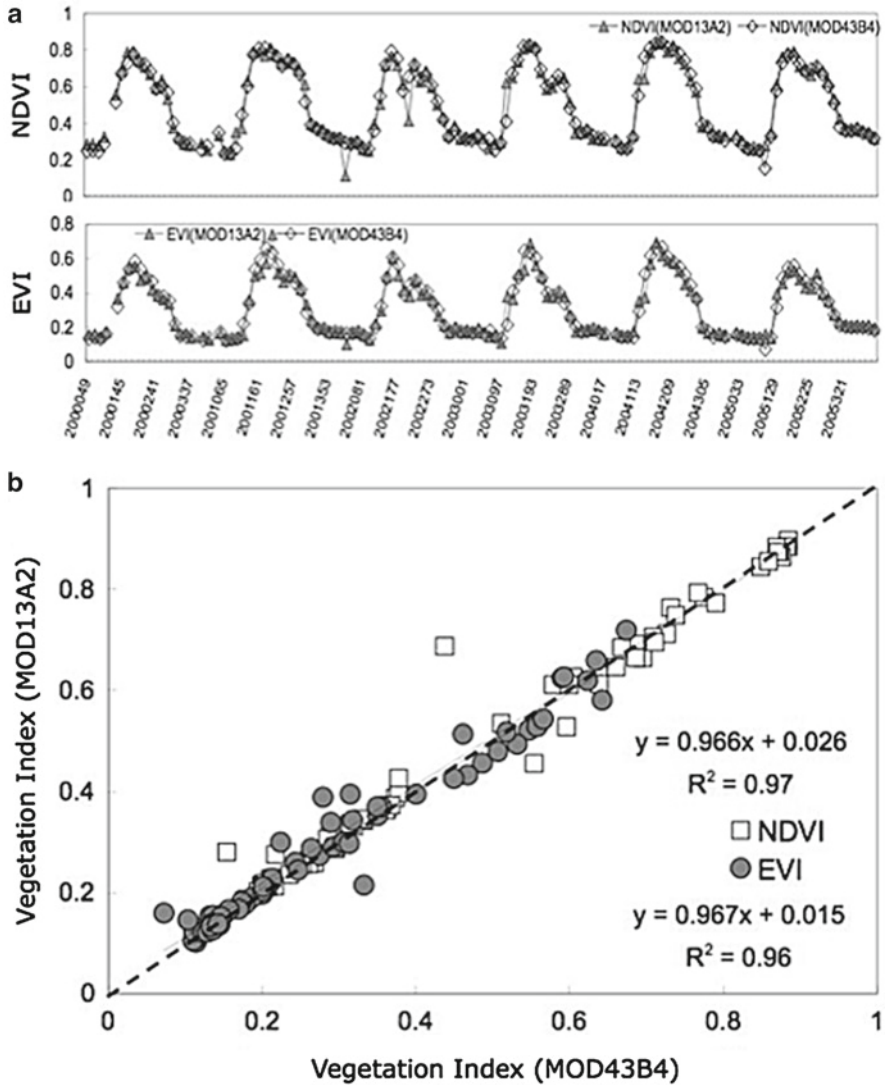 a
NDVI
1
0.8
0.6
0.4
0.2
0
NDVI(MOD13A2) NDVI(MOD43B4)
EVI
0.8
0.6
0.4
0.2
0
EVI(MOD13A2) EVI(MOD43B4)
2000049 2000145 2000241 2000337 2001065 2001161 2001257 2001353 2002081 2002177 2002273 2003001 2003097 2003193 2003289 2004017 2004113 2004209 2004305 2005033 2005129 2005225 2005321
b
Vegetation Index (MOD13A2)
1
0.8
0.6
0.4
0.2
0
y = 0.966x + 0.026
R² = 0.97
NDVI
EVI
y = 0.967x + 0.015
R² = 0.96
0 0.2 0.4 0.6 0.8 1
Vegetation Index (MOD43B4)